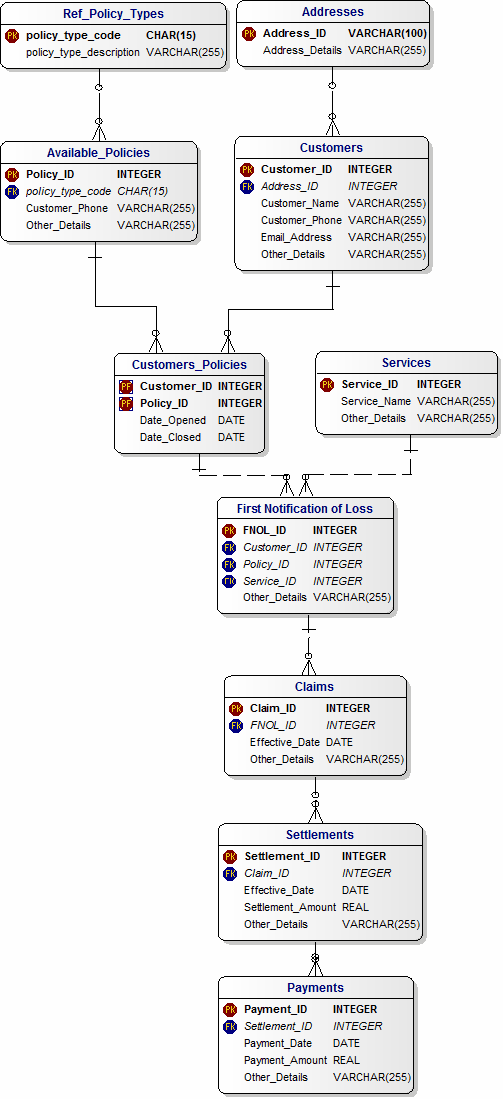 Ref_Policy_Types
PK policy_type_code CHAR(15)
policy_type_description VARCHAR(255)
Addresses
PK Address_ID VARCHAR(100)
Address_Details VARCHAR(255)
Available_Policies
PK Policy_ID INTEGER
FK policy_type_code CHAR(15)
Customer_Phone VARCHAR(255)
Other_Details VARCHAR(255)
Customers
PK Customer_ID INTEGER
FK Address_ID INTEGER
Customer_Name VARCHAR(255)
Customer_Phone VARCHAR(255)
Email_Address VARCHAR(255)
Other_Details VARCHAR(255)
Customers_Policies
PF Customer_ID INTEGER
PF Policy_ID INTEGER
Date_Opened DATE
Date_Closed DATE
Services
PK Service_ID INTEGER
Service_Name VARCHAR(255)
Other_Details VARCHAR(255)
First Notification of Loss
PK FNOL_ID INTEGER
FK Customer_ID INTEGER
FK Policy_ID INTEGER
FK Service_ID INTEGER
Other_Details VARCHAR(255)
Claims
PK Claim_ID INTEGER
FK FNOL_ID INTEGER
Effective_Date DATE
Other_Details VARCHAR(255)
Settlements
PK Settlement_ID INTEGER
FK Claim_ID INTEGER
Effective_Date DATE
Settlement_Amount REAL
Other_Details VARCHAR(255)
Payments
PK Payment_ID INTEGER
FK Settlement_ID INTEGER
Payment_Date DATE
Payment_Amount REAL
Other_Details VARCHAR(255)